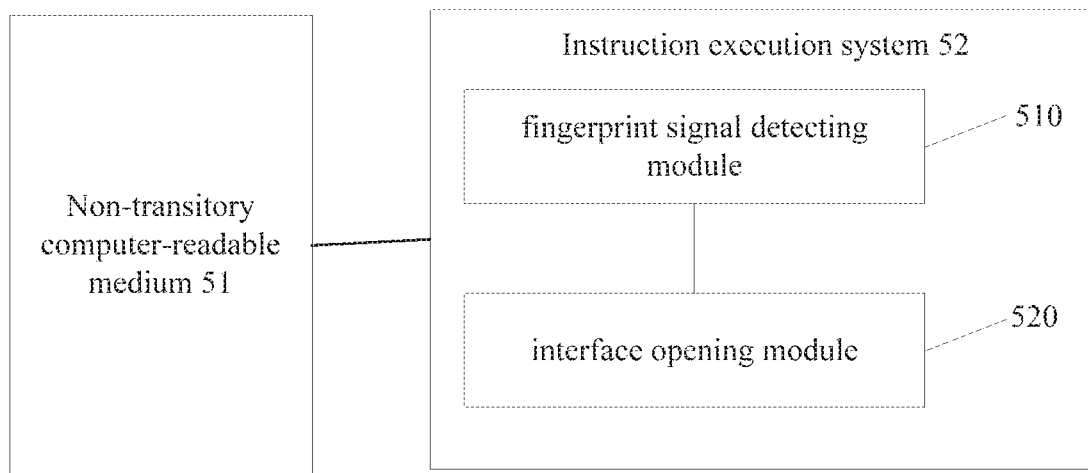 Non-transitory
computer-readable
medium 51
Instruction execution system 52
fingerprint signal detecting
module
510
interface opening module
520